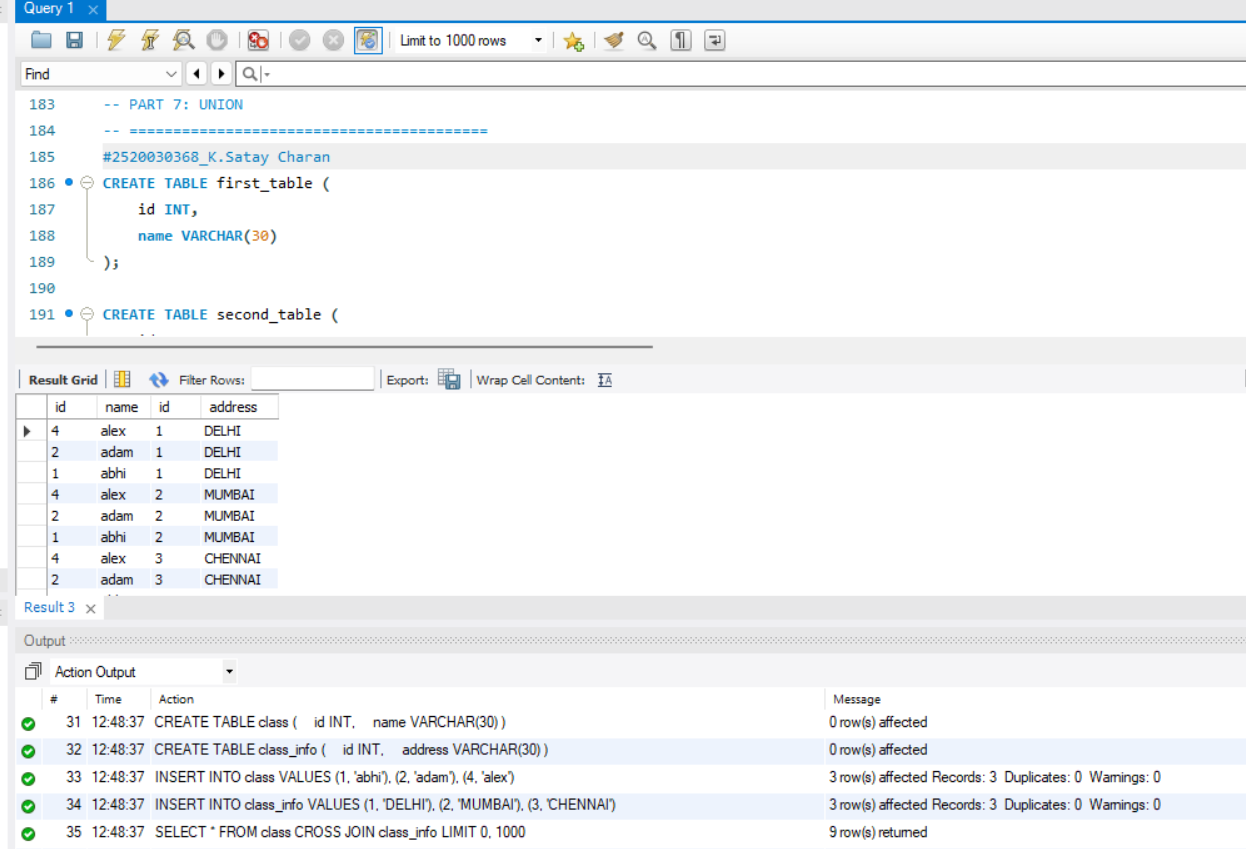 Query 1
Limit to 1000 rows
Find
183 -- PART 7: UNION
184 -- =========================================
185 #2520030368_K.Satay Charan
186 CREATE TABLE first_table (
187 id INT,
188 name VARCHAR(30)
189 );
190
191 CREATE TABLE second_table (
Result Grid Filter Rows: Export: Wrap Cell Content:
id name id address
4 alex 1 DELHI
2 adam 1 DELHI
1 abhi 1 DELHI
4 alex 2 MUMBAI
2 adam 2 MUMBAI
1 abhi 2 MUMBAI
4 alex 3 CHENNAI
2 adam 3 CHENNAI
Result 3
Output
Action Output
# Time Action Message
31 12:48:37 CREATE TABLE class ( id INT, name VARCHAR(30) ) 0 row(s) affected
32 12:48:37 CREATE TABLE class_info ( id INT, address VARCHAR(30) ) 0 row(s) affected
33 12:48:37 INSERT INTO class VALUES (1, 'abhi'), (2, 'adam'), (4, 'alex') 3 row(s) affected Records: 3 Duplicates: 0 Warnings: 0
34 12:48:37 INSERT INTO class_info VALUES (1, 'DELHI'), (2, 'MUMBAI'), (3, 'CHENNAI') 3 row(s) affected Records: 3 Duplicates: 0 Warnings: 0
35 12:48:37 SELECT * FROM class CROSS JOIN class_info LIMIT 0, 1000 9 row(s) returned